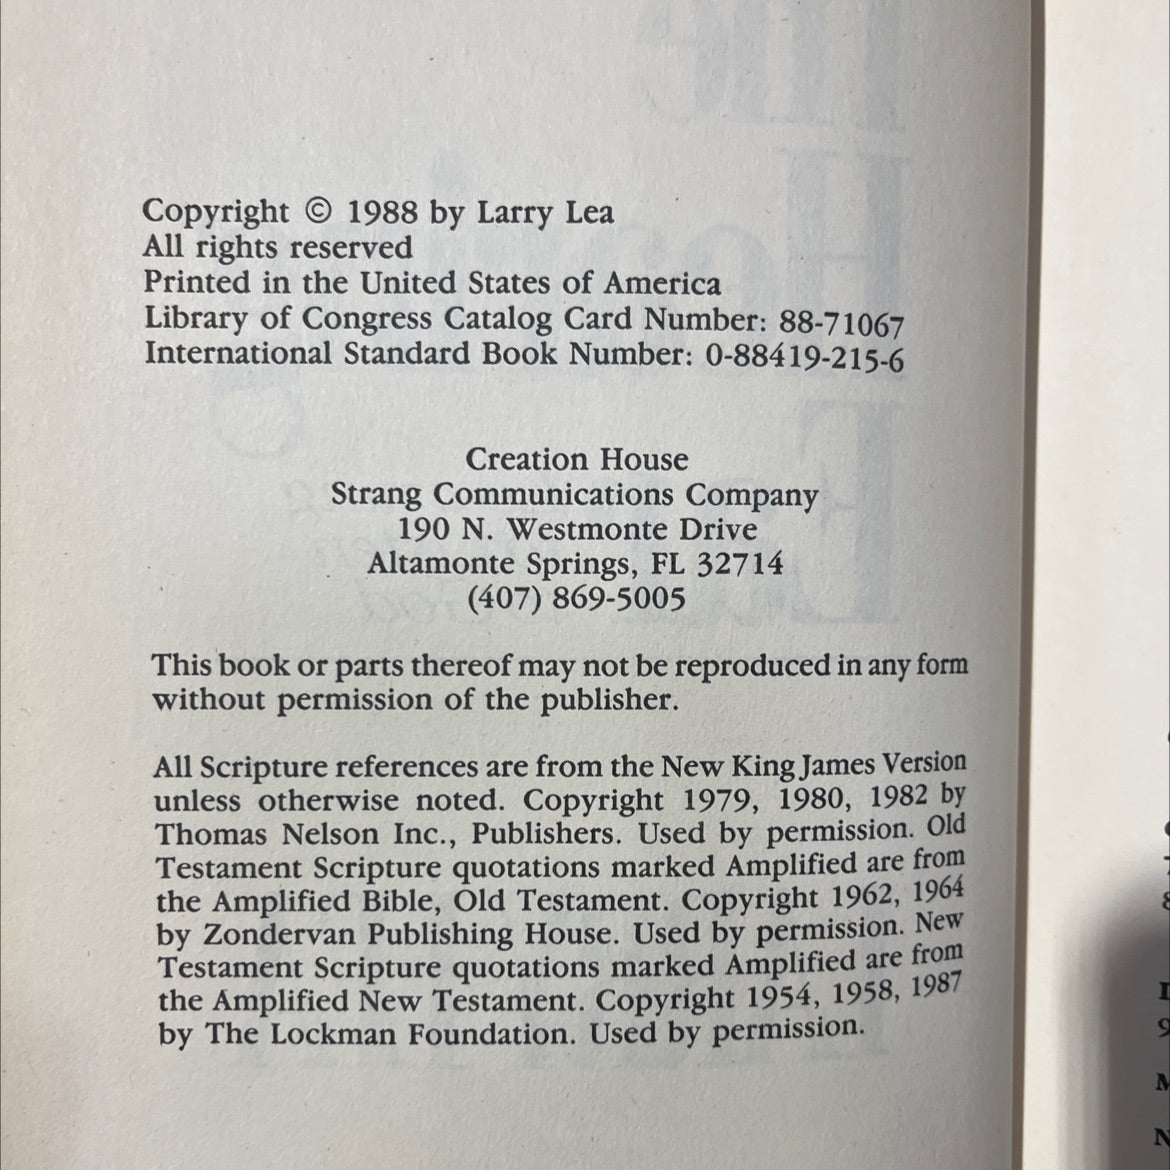 Copyright © 1988 by Larry Lea
All rights reserved
Printed in the United States of America
Library of Congress Catalog Card Number: 88-71067
International Standard Book Number: 0-88419-215-6
Creation House
Strang Communications Company
190 N. Westmonte Drive
Altamonte Springs, FL 32714
(407) 869-5005
This book or parts thereof may not be reproduced in any form
without permission of the publisher.
All Scripture references are from the New King James Version
unless otherwise noted. Copyright 1979, 1980, 1982 by
Thomas Nelson Inc., Publishers. Used by permission. Old
Testament Scripture quotations marked Amplified are from
the Amplified Bible, Old Testament. Copyright 1962, 1964
by Zondervan Publishing House. Used by permission. New
Testament Scripture quotations marked Amplified are from
the Amplified New Testament. Copyright 1954, 1958, 1987
by The Lockman Foundation. Used by permission.